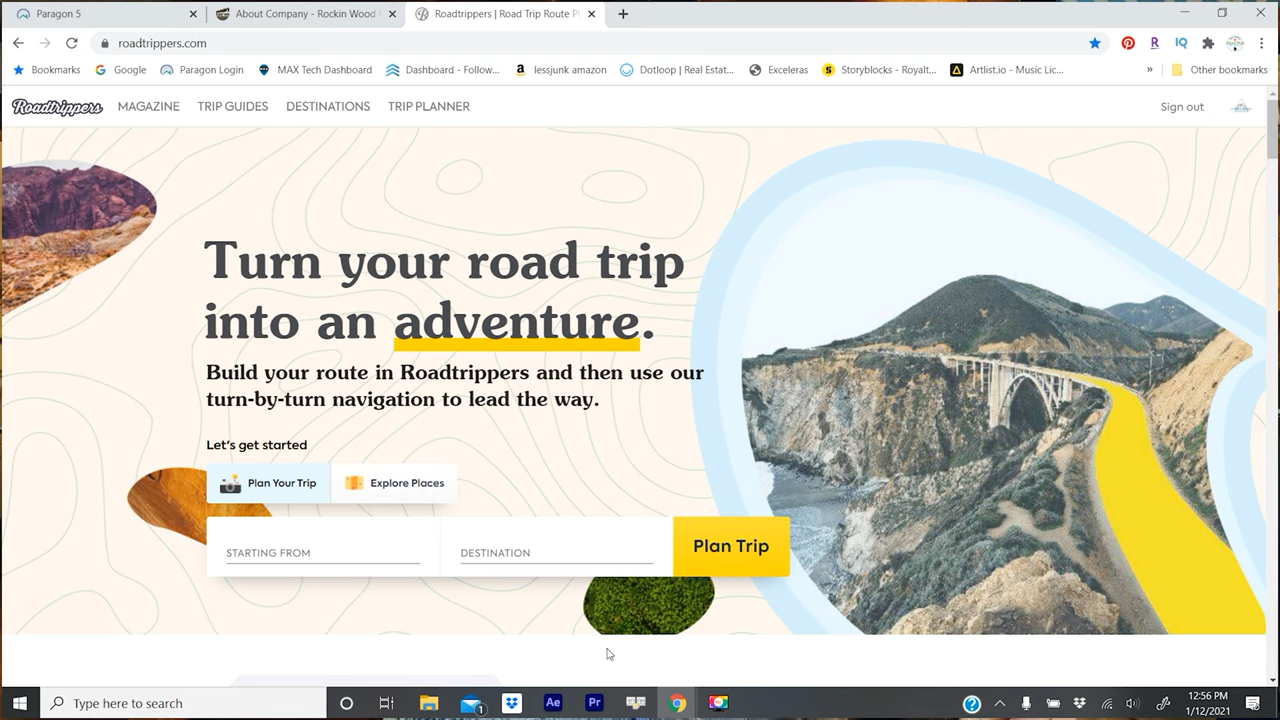 Paragon 5
About Company - Rockin Wood
Roadtrippers | Road Trip Route Pl
roadtrippers.com
Bookmarks
Google
Paragon Login
MAX Tech Dashboard
Dashboard - Follow...
lessjunk amazon
Dotloop | Real Estat...
Exceleras
Storyblocks - Royalt...
Artlist.io - Music Lic...
»
Other bookmarks
Roadtrippers
MAGAZINE
TRIP GUIDES
DESTINATIONS
TRIP PLANNER
Sign out
Turn your road trip
into an adventure.
Build your route in Roadtrippers and then use our
turn-by-turn navigation to lead the way.
Let's get started
Plan Your Trip
Explore Places
STARTING FROM
DESTINATION
Plan Trip
Type here to search
1
Ae
Pr
12:56 PM
1/12/2021